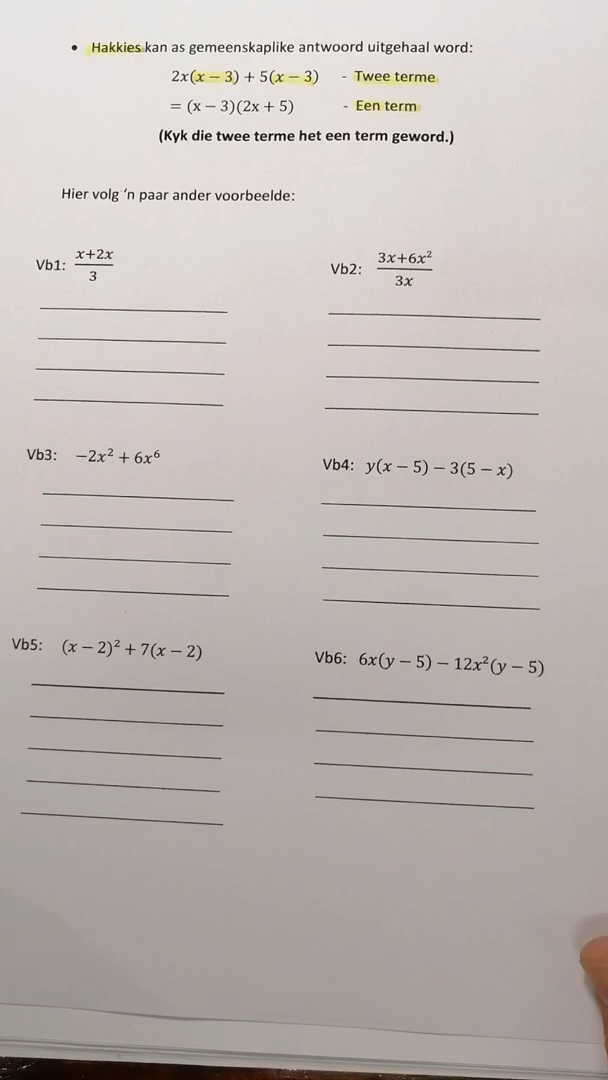 • Hakkies kan as gemeenskaplike antwoord uitgehaal word:
2x(x − 3) + 5(x − 3) - Twee terme
= (x − 3)(2x + 5) - Een term
(Kyk die twee terme het een term geword.)
Hier volg ‘n paar ander voorbeelde:
Vb1: \frac{x+2x}{3} Vb2: \frac{3x+6x²}{3x}
Vb3: −2x² + 6x⁶ Vb4: y(x − 5) − 3(5 − x)
Vb5: (x − 2)² + 7(x − 2) Vb6: 6x(y − 5) − 12x²(y − 5)